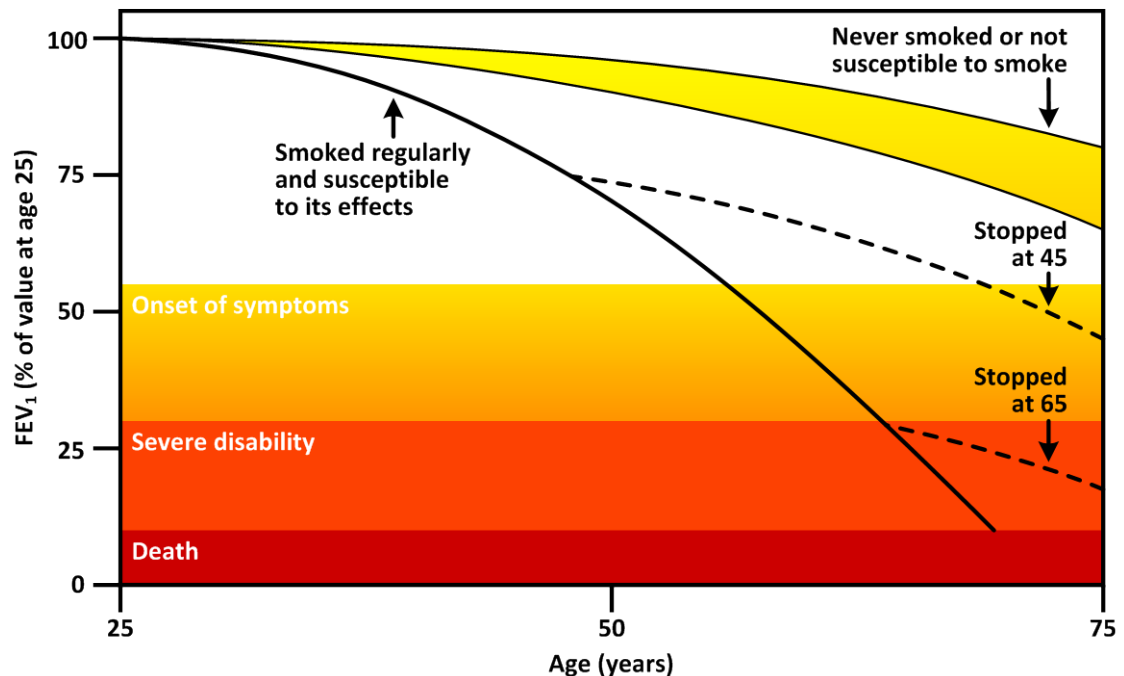 100
75
50
25
0
FEV₁ (% of value at age 25)
Never smoked or not
susceptible to smoke
Smoked regularly
and susceptible
to its effects
Stopped
at 45
Onset of symptoms
Stopped
at 65
Severe disability
Death
25
50
75
Age (years)